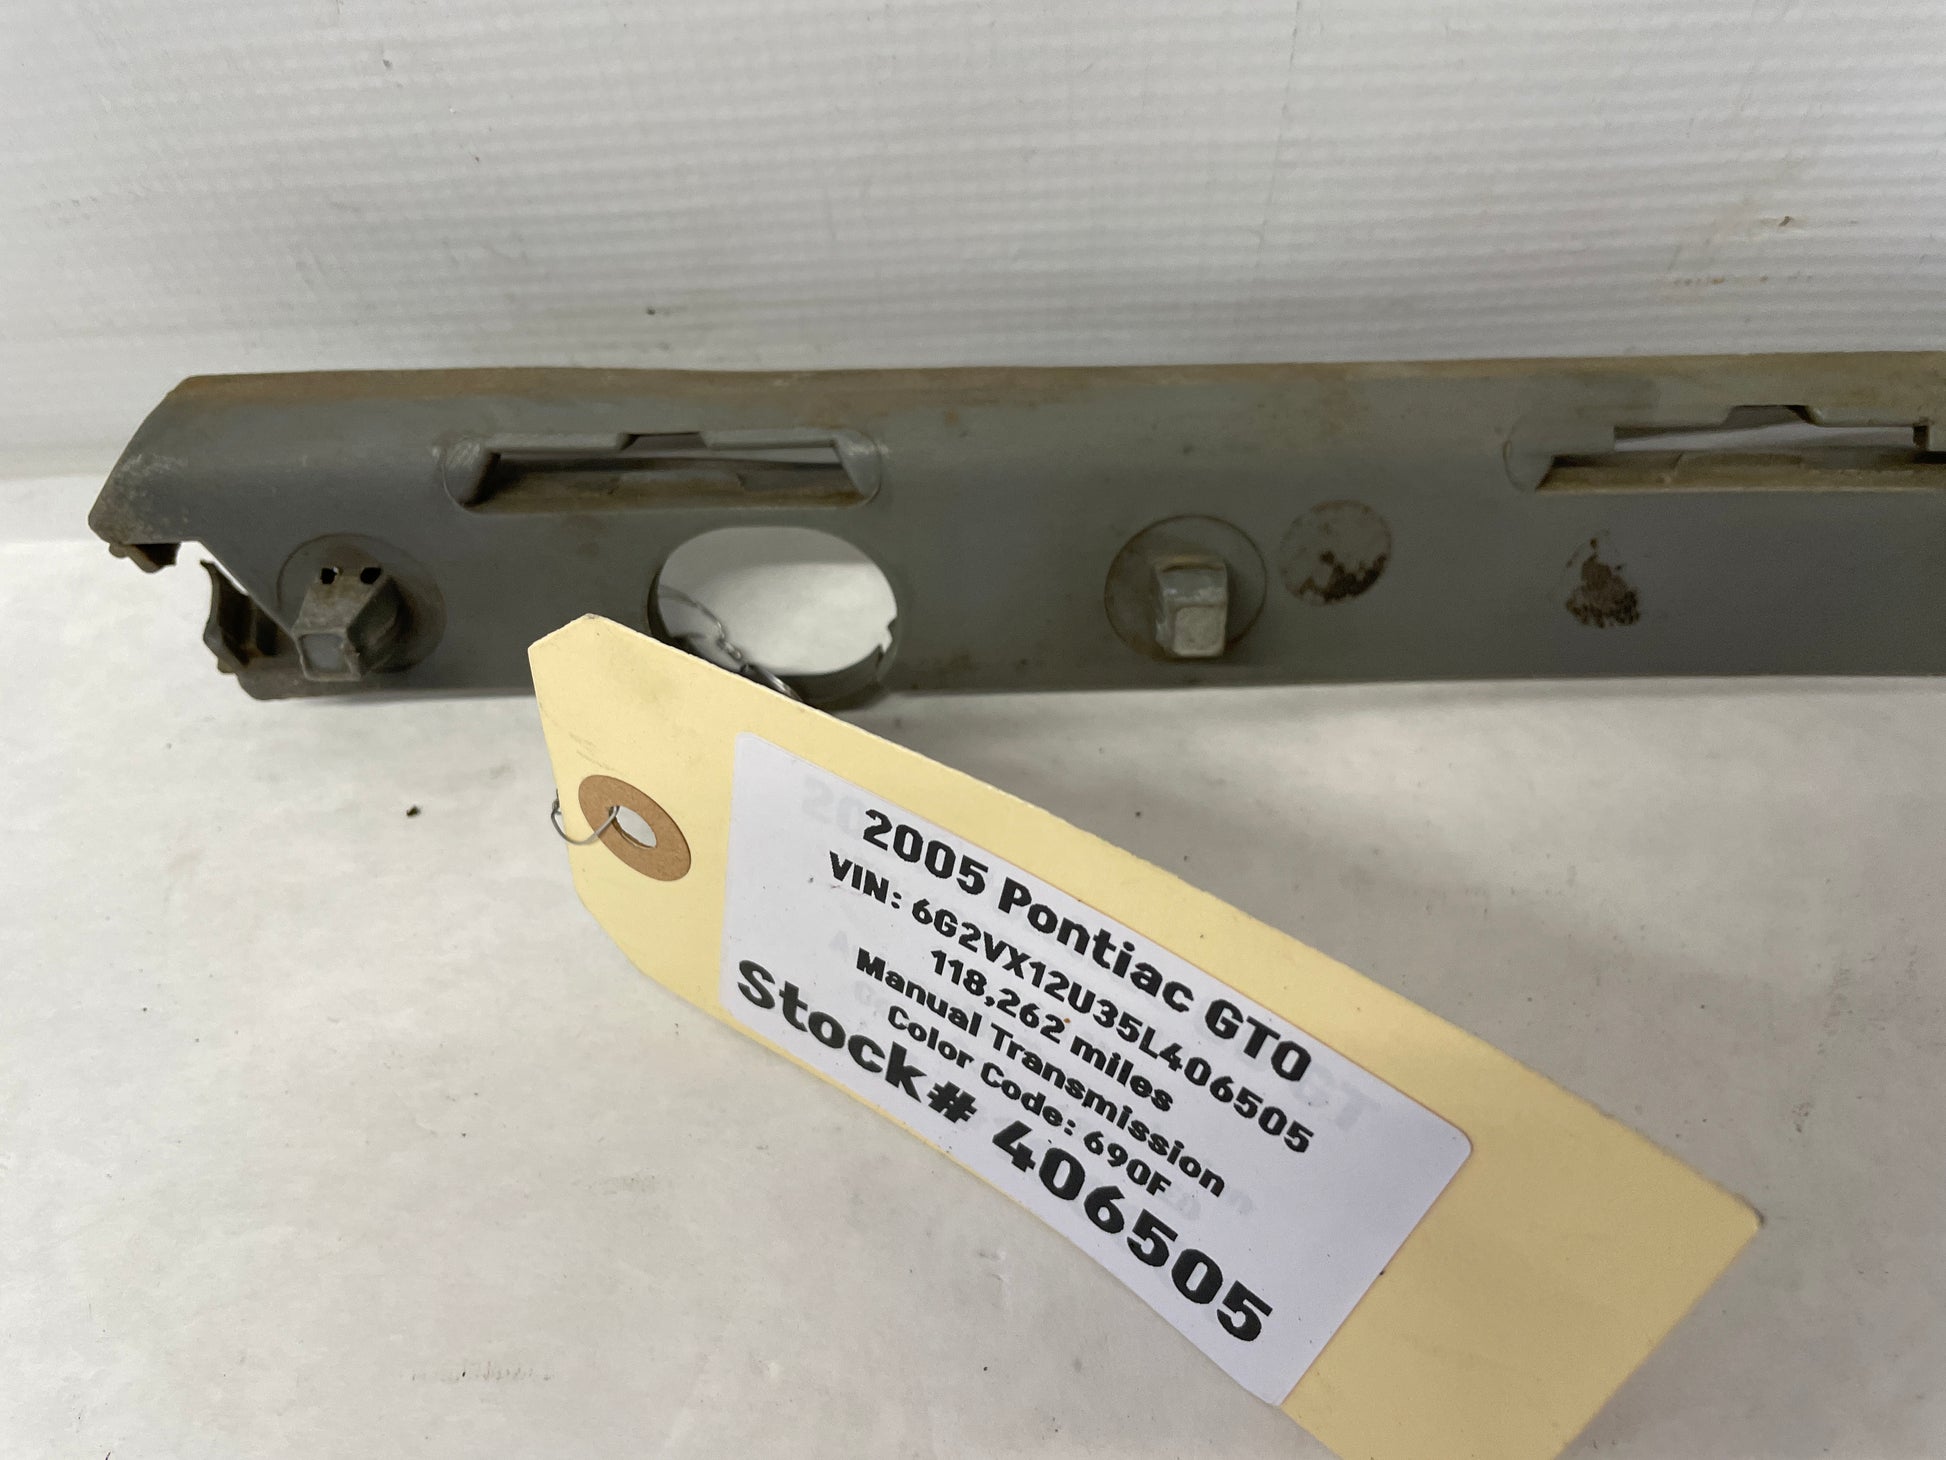 2005 Pontiac GTO
VIN: 6G2VX12U35L406505
118,262 miles
Manual Transmission
Color Code: 690F
Stock# 406505